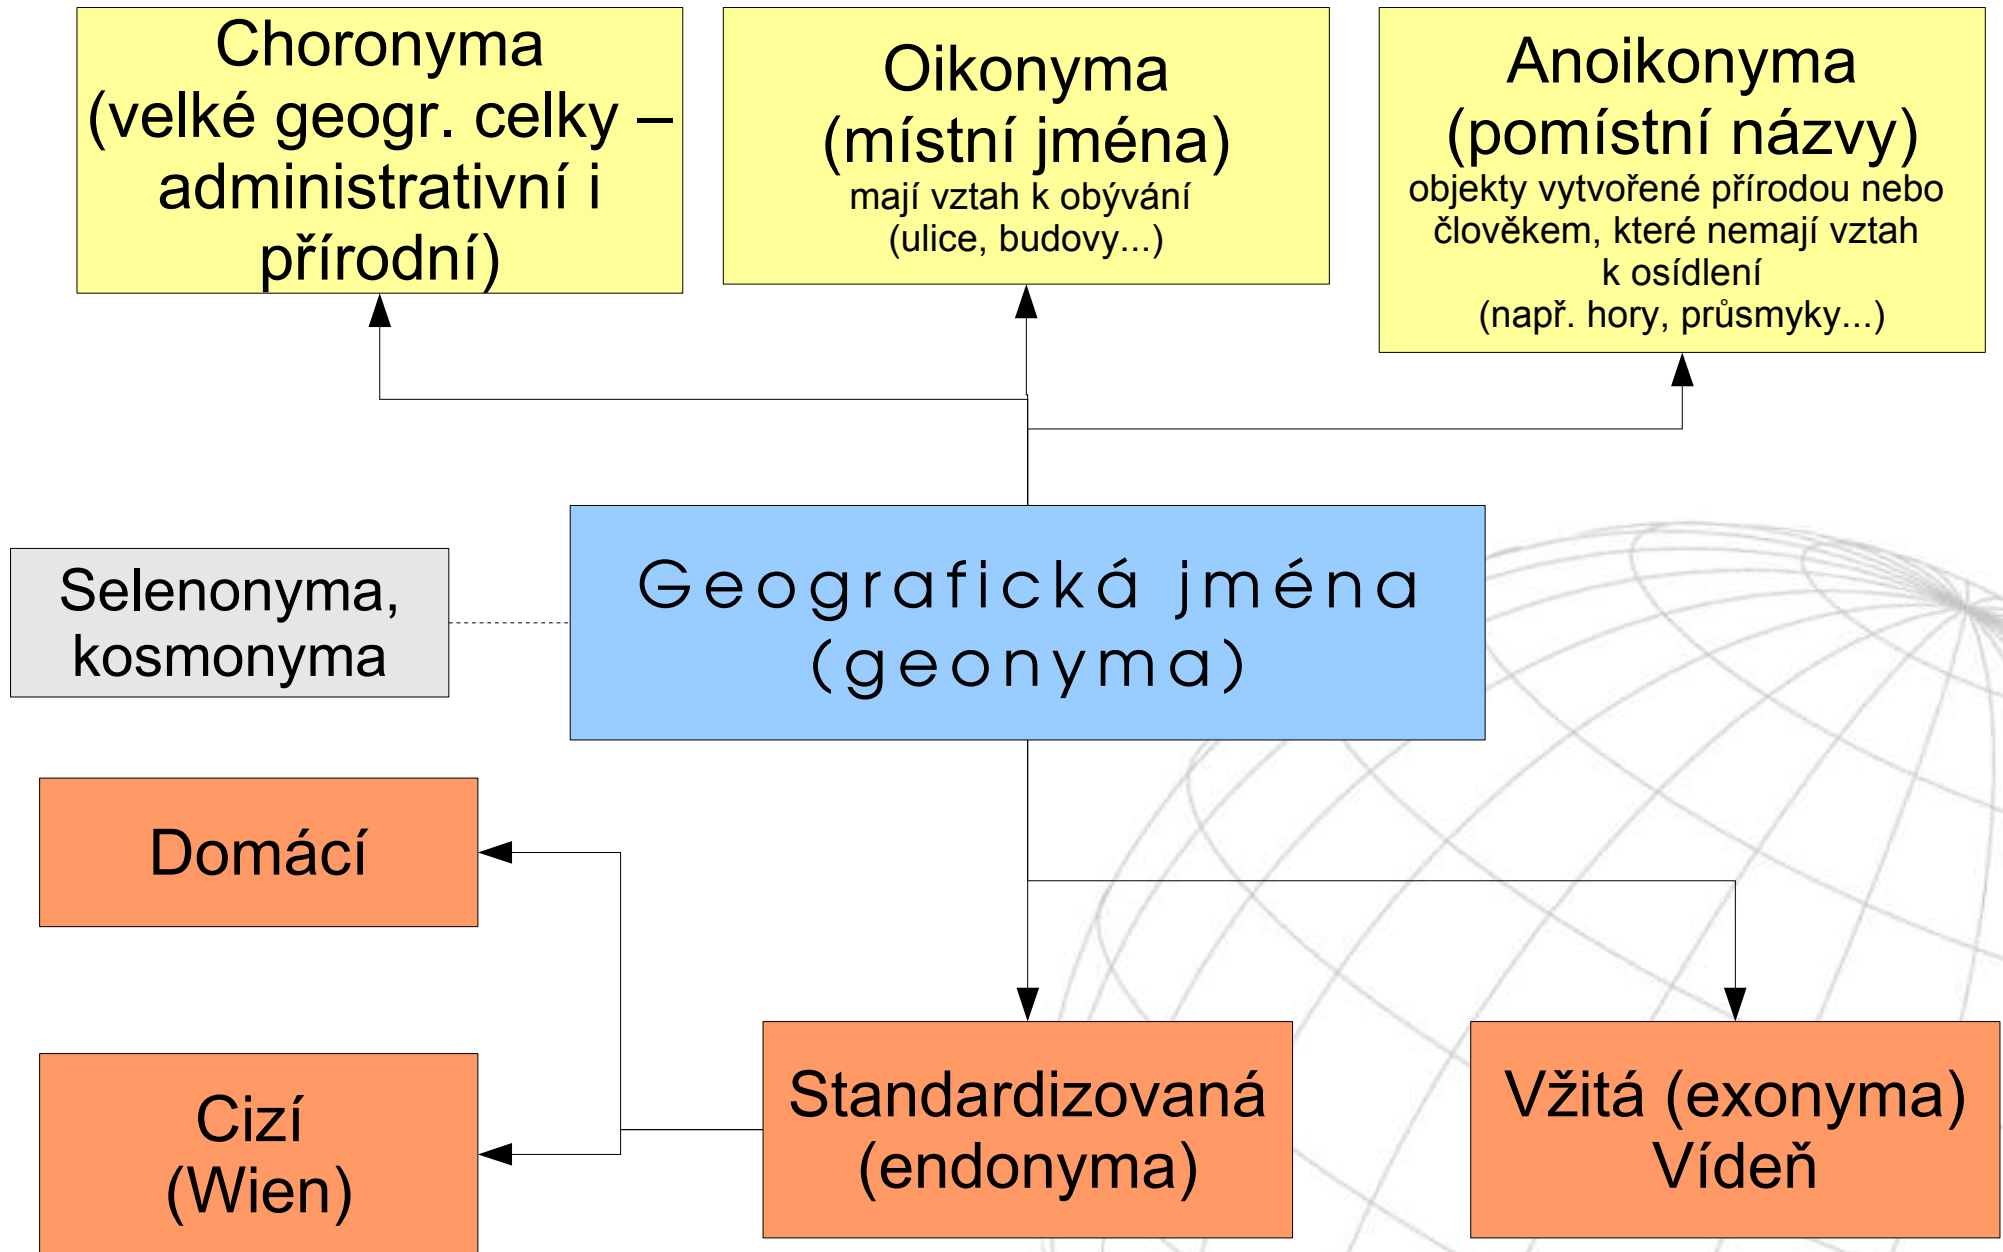 Choronyma
(velké geogr. celky –
administrativní i
přírodní)
Oikonyma
(místní jména)
mají vztah k obývání
(ulice, budovy...)
Anoikonyma
(pomístní názvy)
objekty vytvořené přírodou nebo
člověkem, které nemají vztah
k osídlení
(např. hory, průsmyky...)
Selenonyma,
kosmonyma
Geografická jména
(geonyma)
Domácí
Cizí
(Wien)
Standardizovaná
(endonyma)
Vžitá (exonyma)
Vídeň